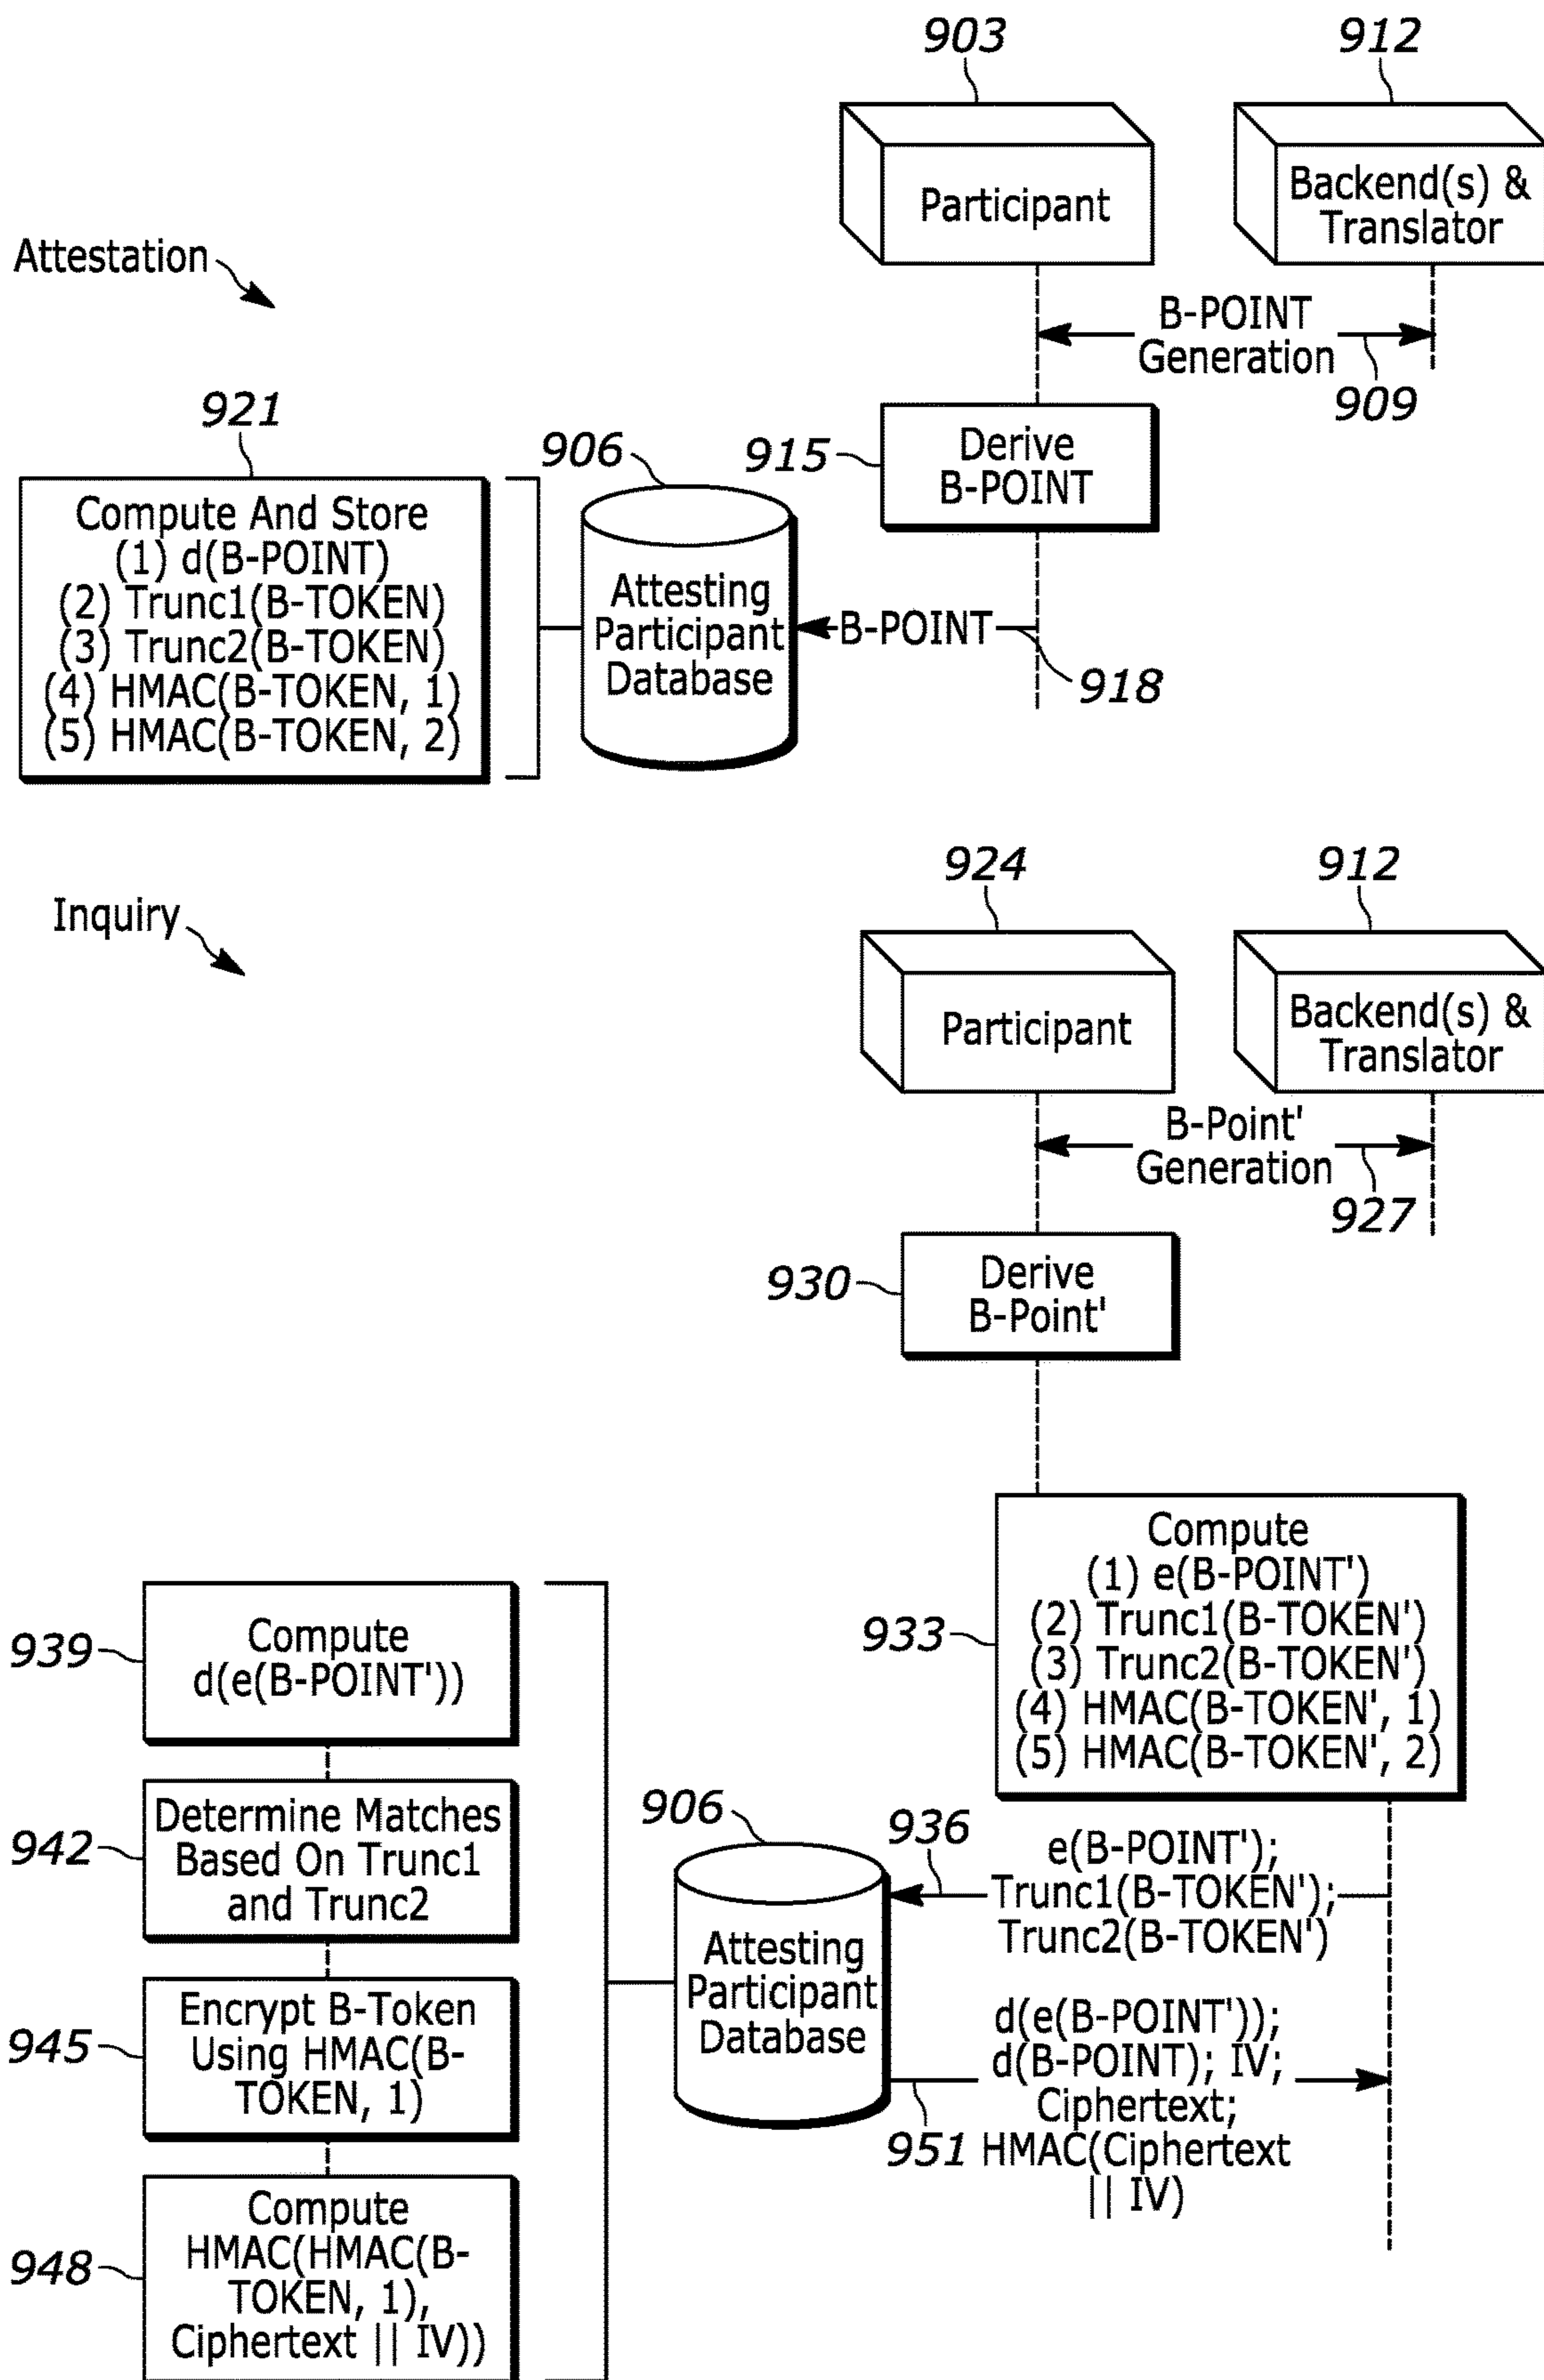 903
912
Participant
Backend(s) &
Translator
Attestation
B-POINT
Generation
909
921
906
915
Derive
B-POINT
Compute And Store
(1) d(B-POINT)
(2) Trunc1(B-TOKEN)
(3) Trunc2(B-TOKEN)
(4) HMAC(B-TOKEN, 1)
(5) HMAC(B-TOKEN, 2)
Attesting
Participant
Database
B-POINT
918
924
912
Inquiry
Participant
Backend(s) &
Translator
B-Point'
Generation
927
930
Derive
B-Point'
933
Compute
(1) e(B-POINT')
(2) Trunc1(B-TOKEN')
(3) Trunc2(B-TOKEN')
(4) HMAC(B-TOKEN', 1)
(5) HMAC(B-TOKEN', 2)
939
Compute
d(e(B-POINT'))
942
Determine Matches
Based On Trunc1
and Trunc2
906
936
e(B-POINT');
Trunc1(B-TOKEN');
Trunc2(B-TOKEN')
Attesting
Participant
Database
945
Encrypt B-Token
Using HMAC(B-
TOKEN, 1)
d(e(B-POINT'));
d(B-POINT); IV;
Ciphertext;
HMAC(Ciphertext
|| IV)
951
948
Compute
HMAC(HMAC(B-
TOKEN, 1),
Ciphertext || IV))